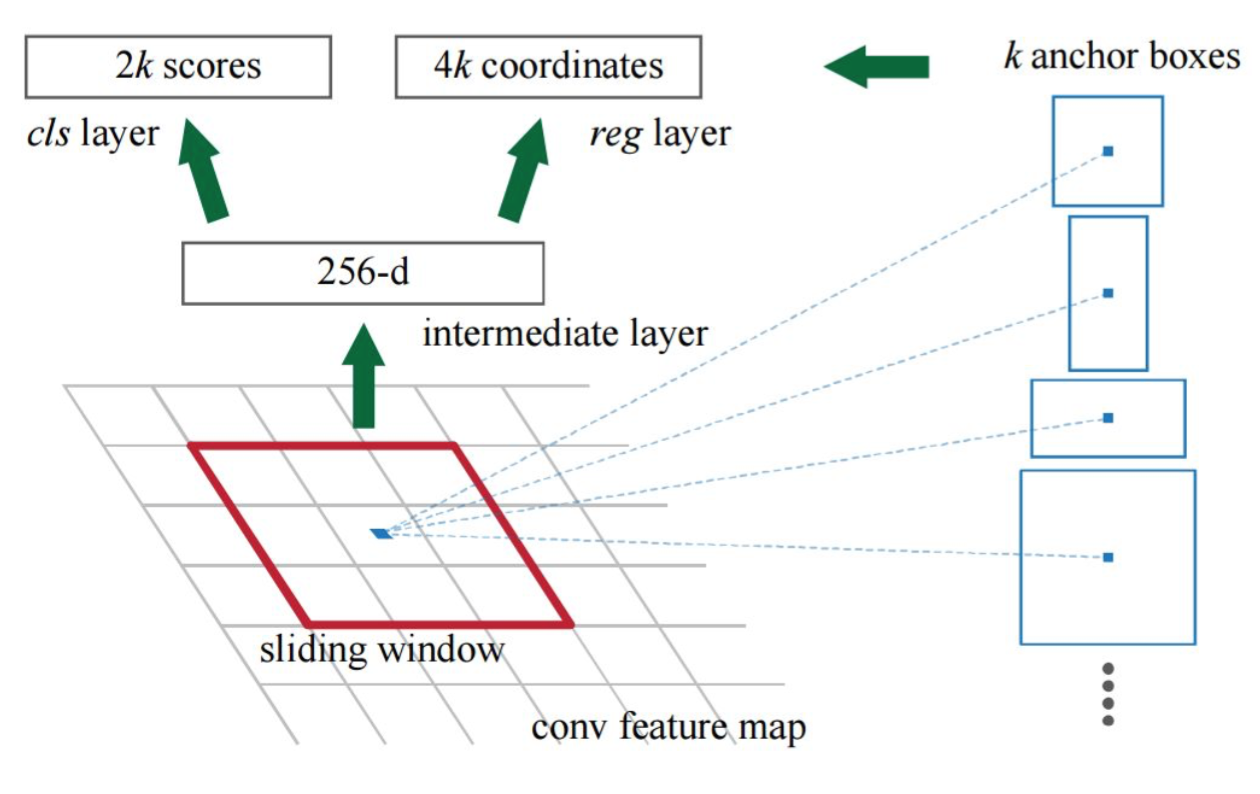 2k scores
4k coordinates
k anchor boxes
cls layer
reg layer
256-d
intermediate layer
sliding window
conv feature map